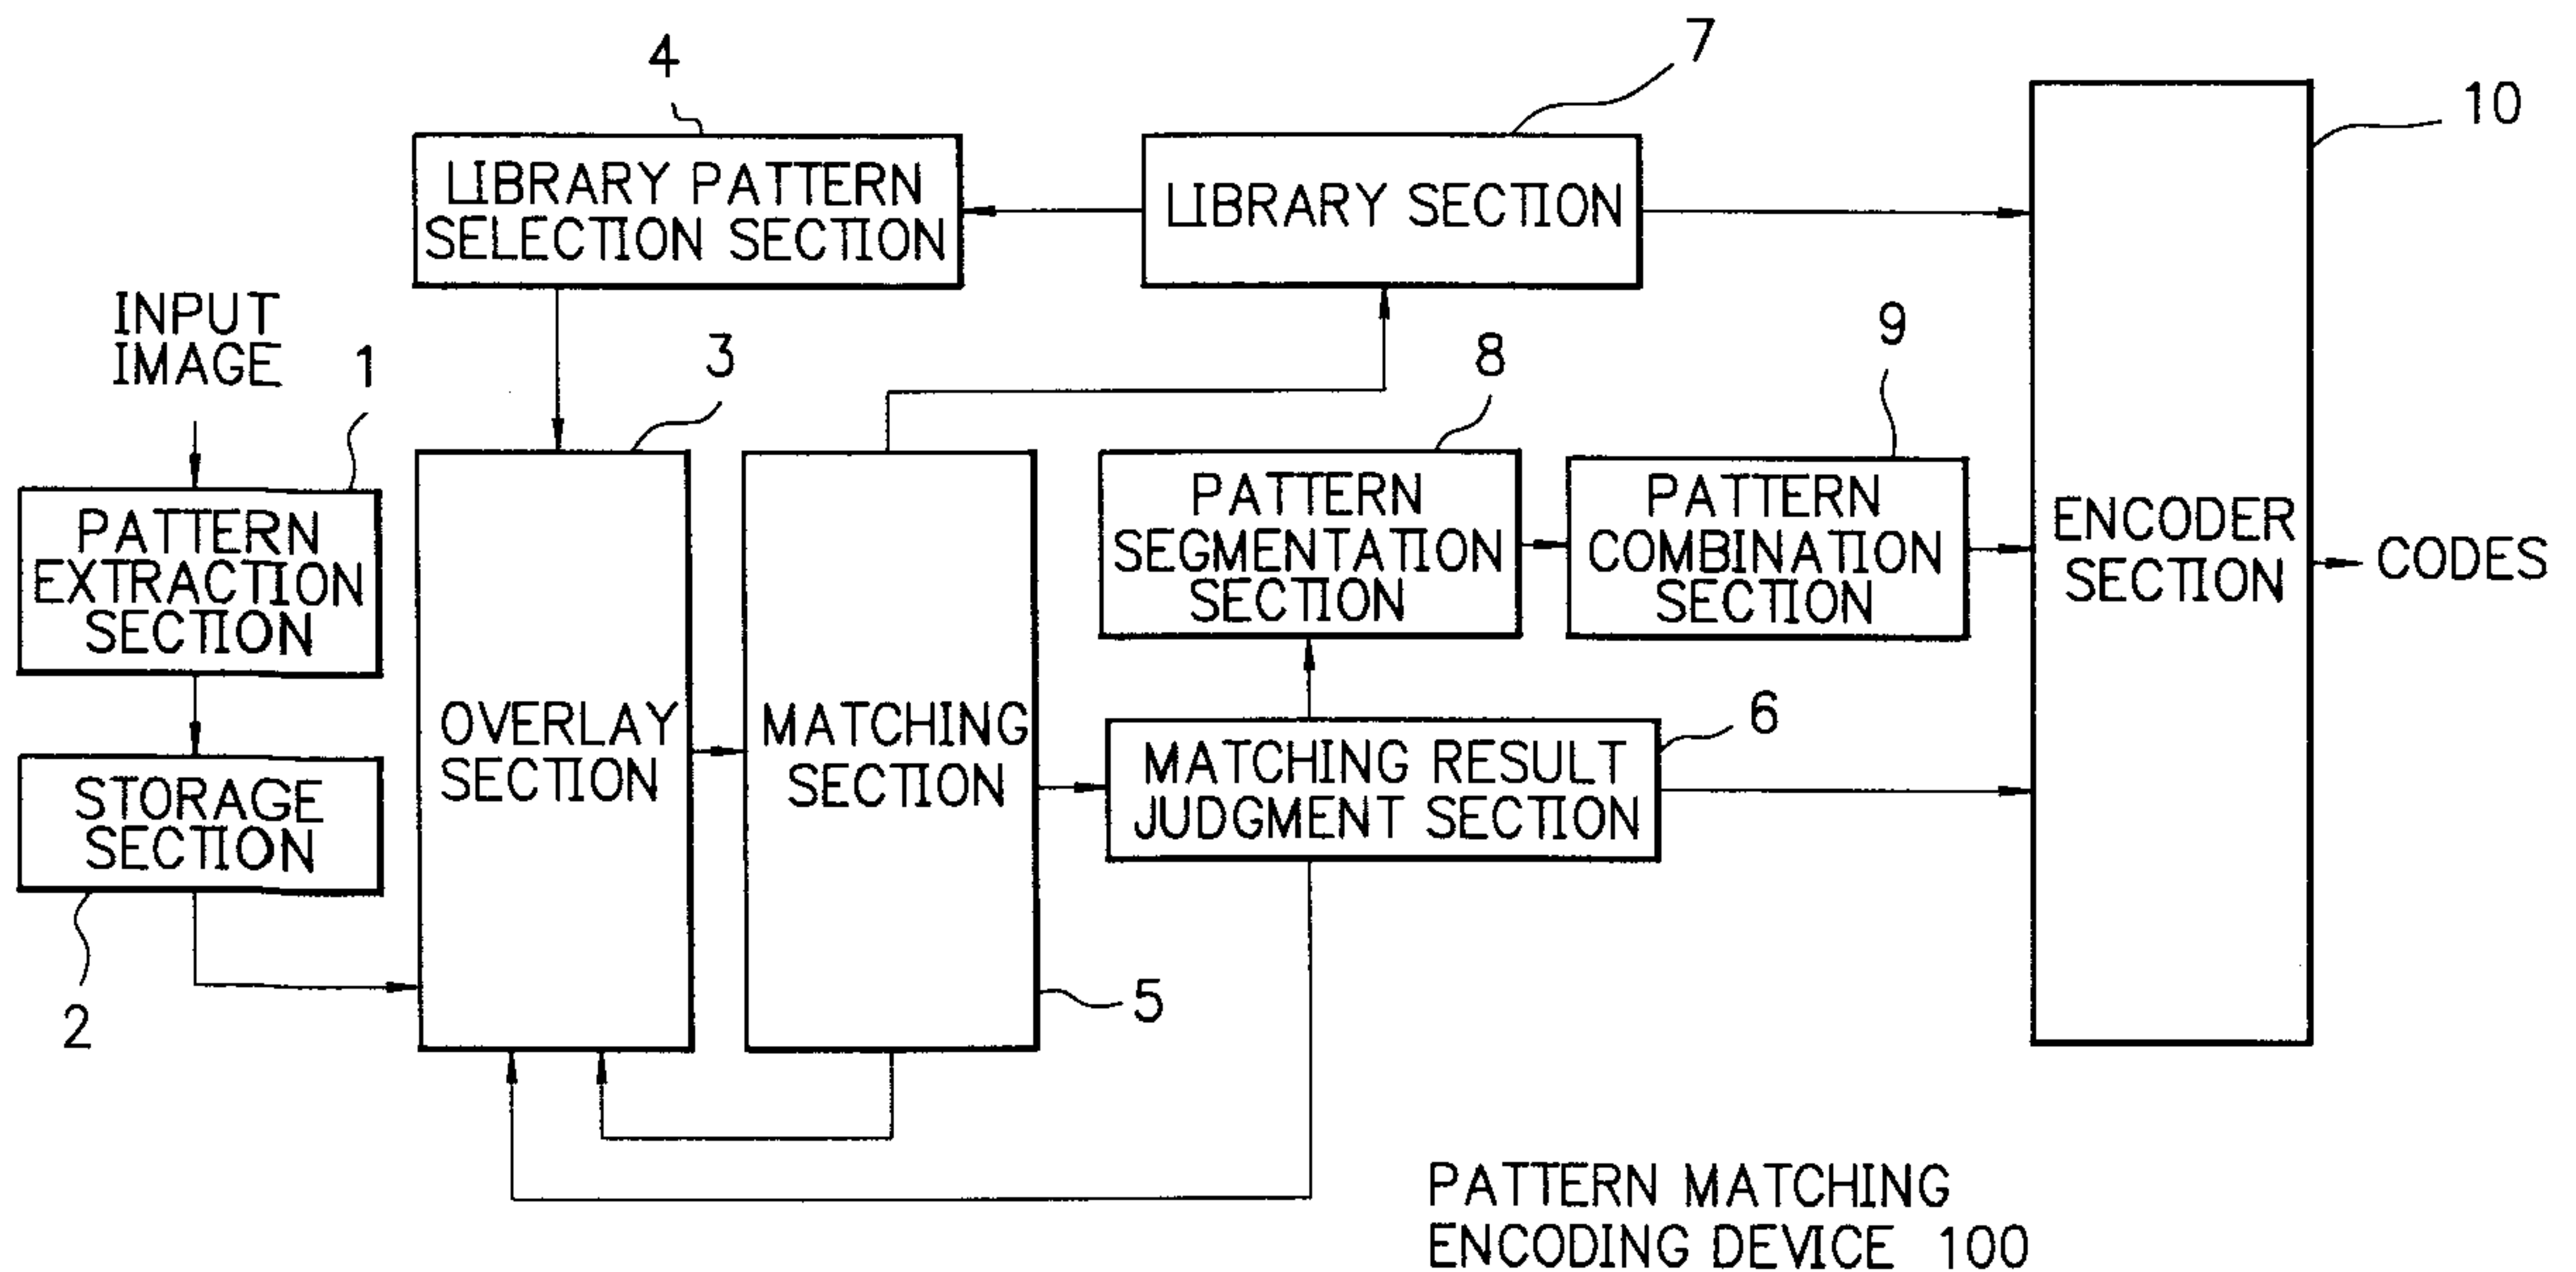 4
7
10
LIBRARY PATTERN
SELECTION SECTION
LIBRARY SECTION
INPUT
IMAGE
1
3
8
9
PATTERN
EXTRACTION
SECTION
PATTERN
SEGMENTATION
SECTION
PATTERN
COMBINATION
SECTION
ENCODER
SECTION
CODES
OVERLAY
SECTION
MATCHING
SECTION
6
MATCHING RESULT
JUDGMENT SECTION
STORAGE
SECTION
2
5
PATTERN MATCHING
ENCODING DEVICE 100